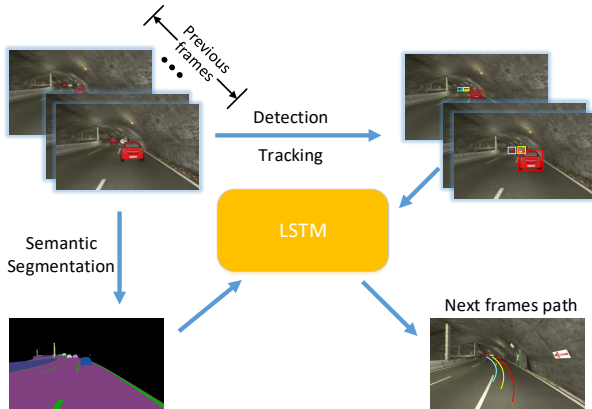 Previous
frames
Detection
Tracking
LSTM
Semantic
Segmentation
Next frames path